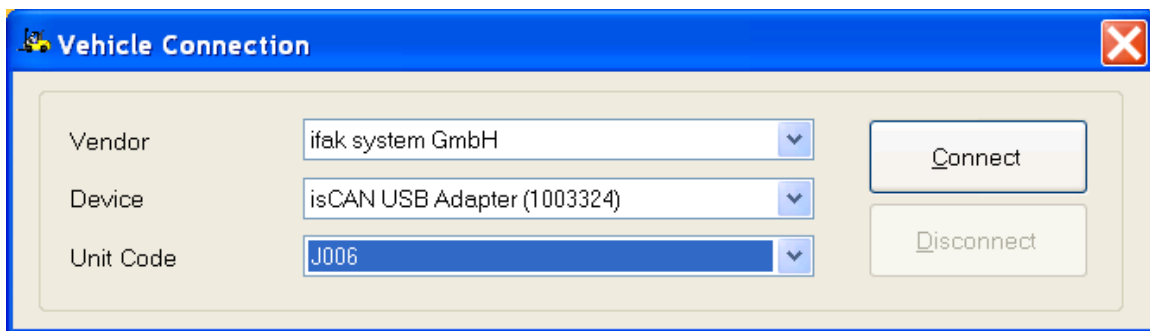 Vehicle Connection
Vendor
ifak system GmbH
Connect
Device
isCAN USB Adapter (1003324)
Unit Code
J006
Disconnect